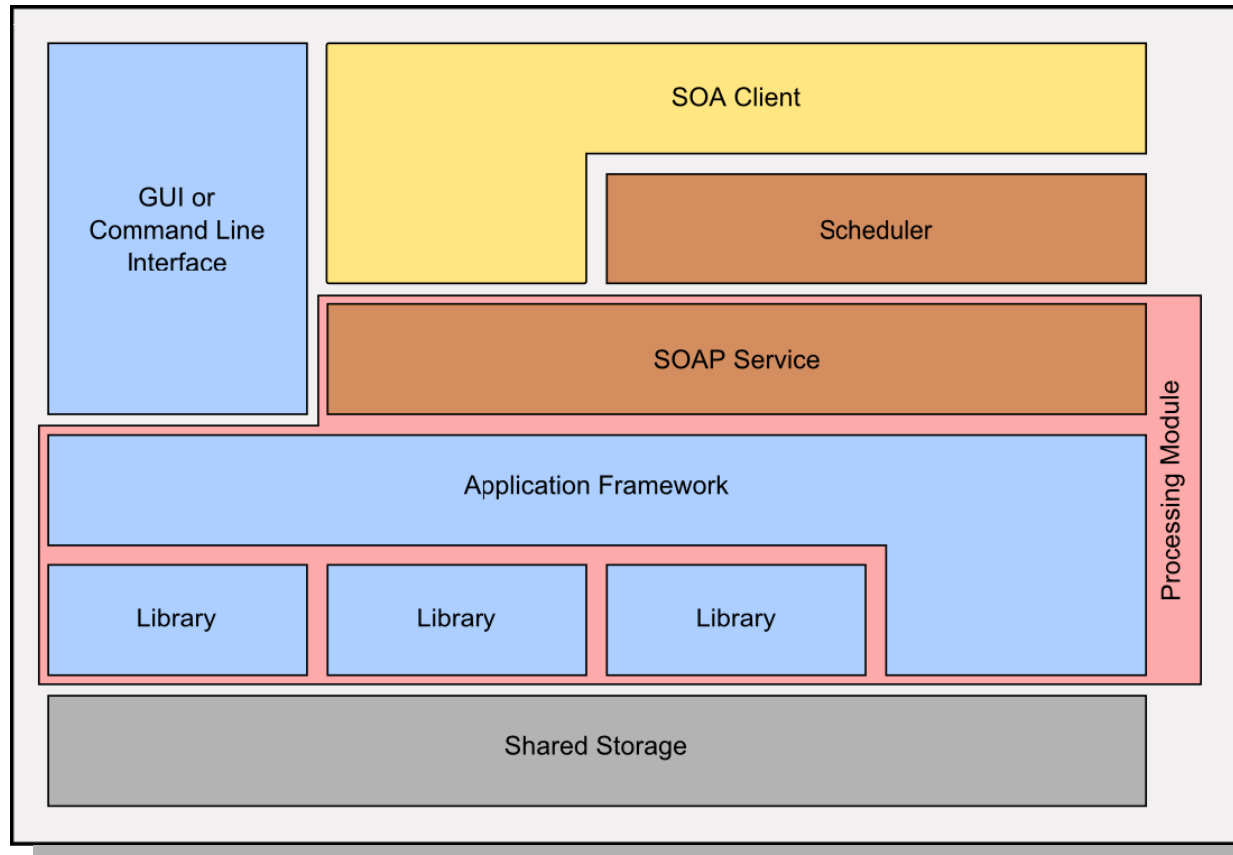 SOA Client
GUI or
Command Line
Interface
Scheduler
SOAP Service
Processing Module
Application Framework
Library
Library
Library
Shared Storage